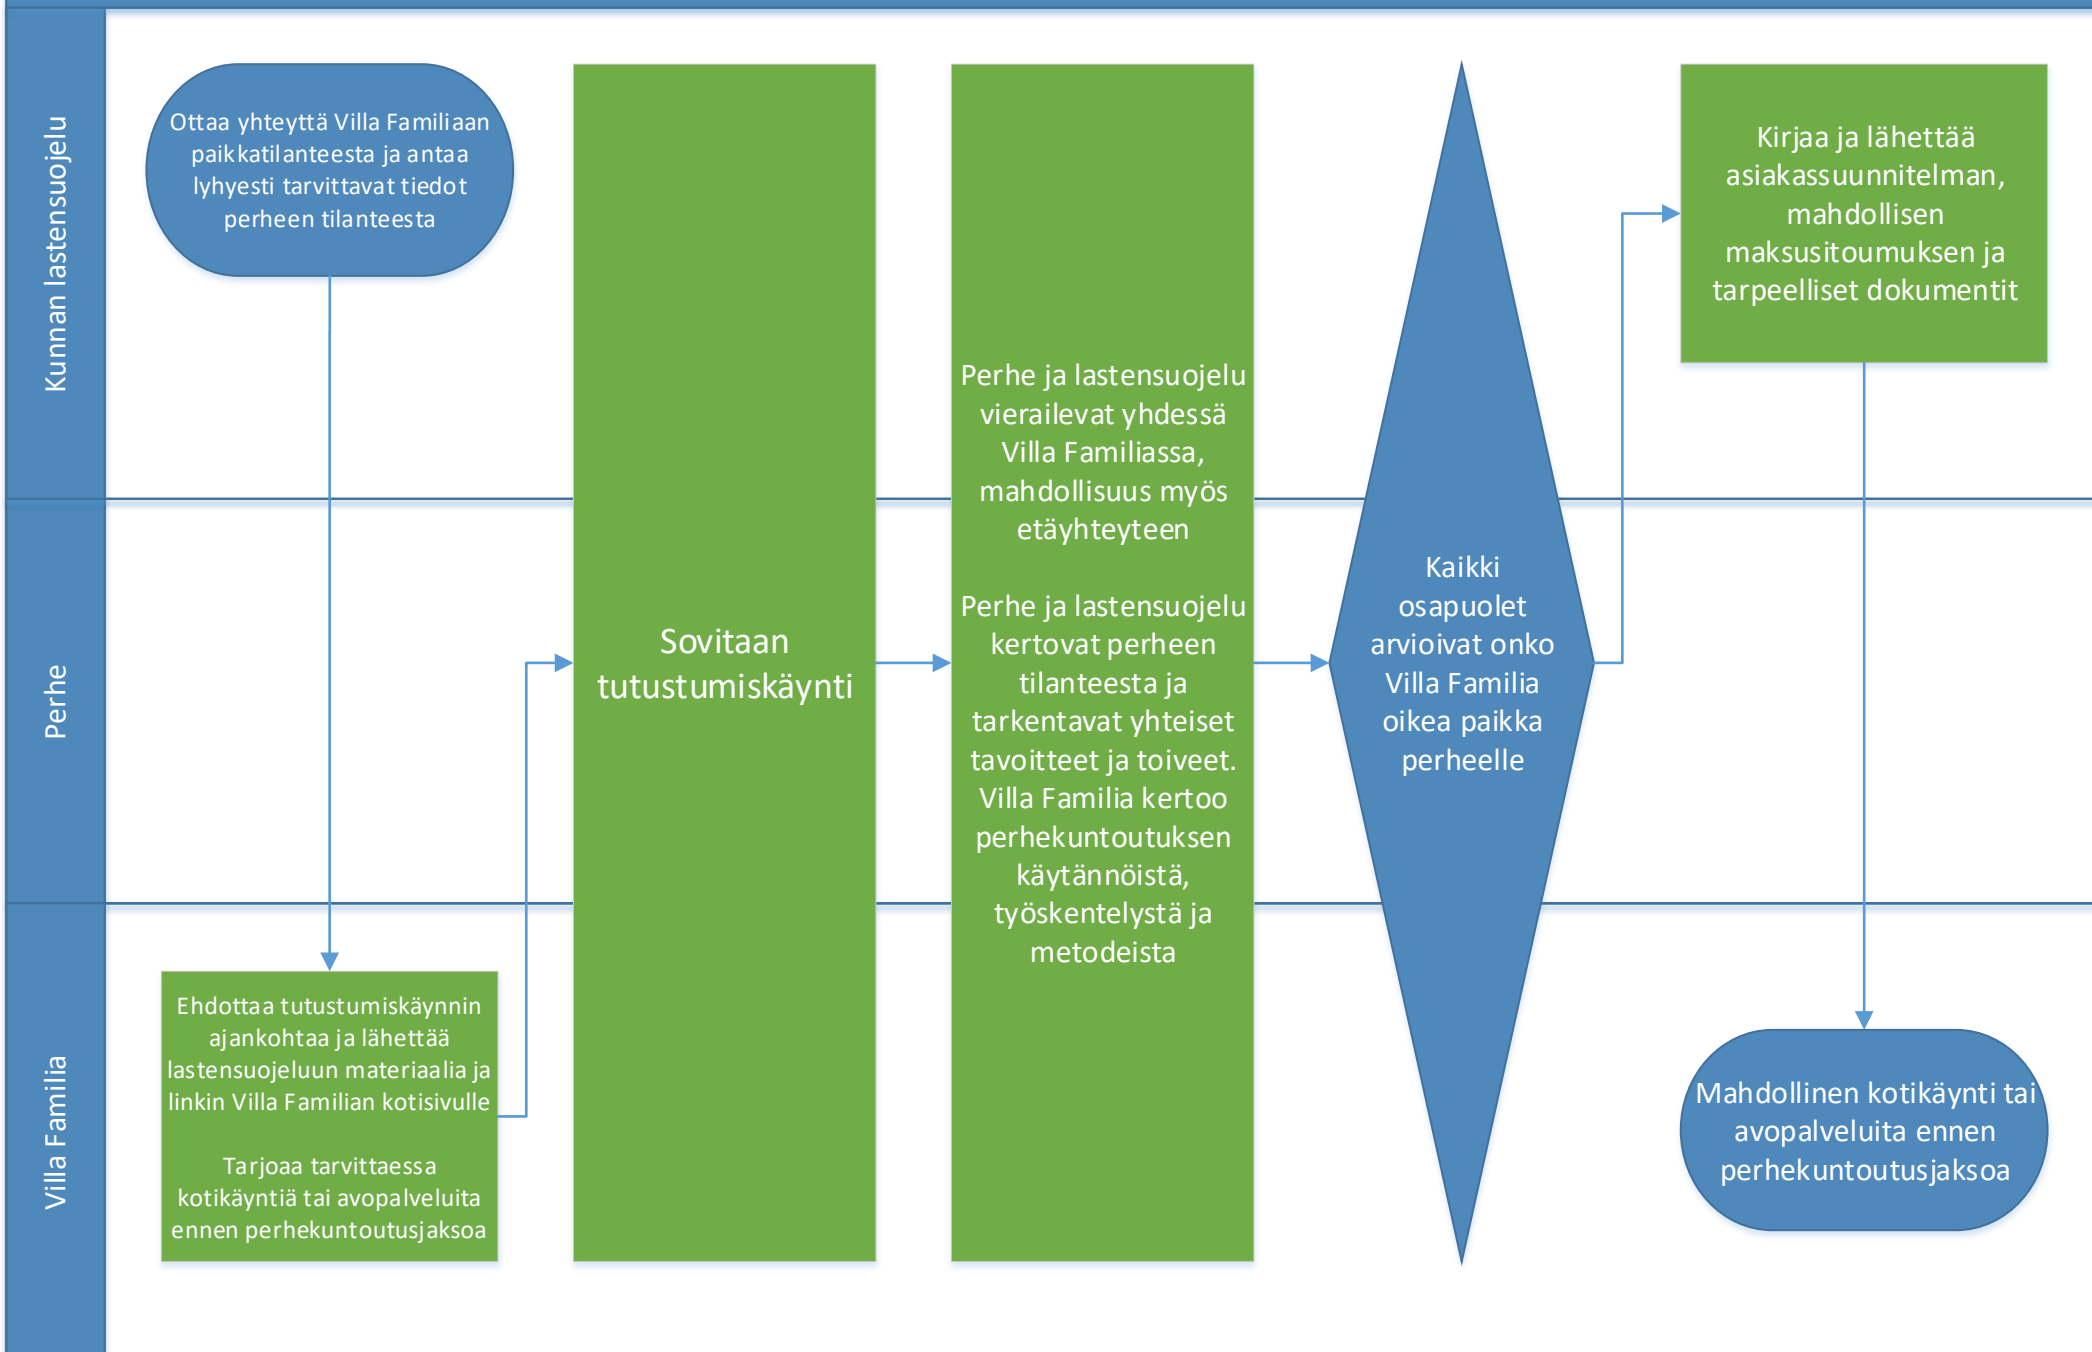 Kunnan lastensuojelu
Ottaa yhteyttä Villa Familiaan
paikkatilanteesta ja antaa
lyhyesti tarvittavat tiedot
perheen tilanteesta
Perhe
Villa Familia
Ehdottaa tutustumiskäynnin
ajankohtaa ja lähettää
lastensuojeluun materiaalia ja
linkin Villa Familian kotisivulle
Tarjoaa tarvittaessa
kotikäyntiä tai avopalveluita
ennen perhekuntoutusjaksoa
Sovitaan
tutustumiskäynti
Perhe ja lastensuojelu
vierailevat yhdessä
Villa Familiassa,
mahdollisuus myös
etäyhteyteen
Perhe ja lastensuojelu
kertovat perheen
tilanteesta ja
tarkentavat yhteiset
tavoitteet ja toiveet.
Villa Familia kertoo
perhekuntoutuksen
käytännöistä,
työskentelystä ja
metodeista
Kaikki
osapuolet
arvioivat onko
Villa Familia
oikea paikka
perheelle
Kirjaa ja lähettää
asiakassuunnitelman,
mahdollisen
maksusitoumuksen ja
tarpeelliset dokumentit
Mahdollinen kotikäynti tai
avopalveluita ennen
perhekuntoutusjaksoa